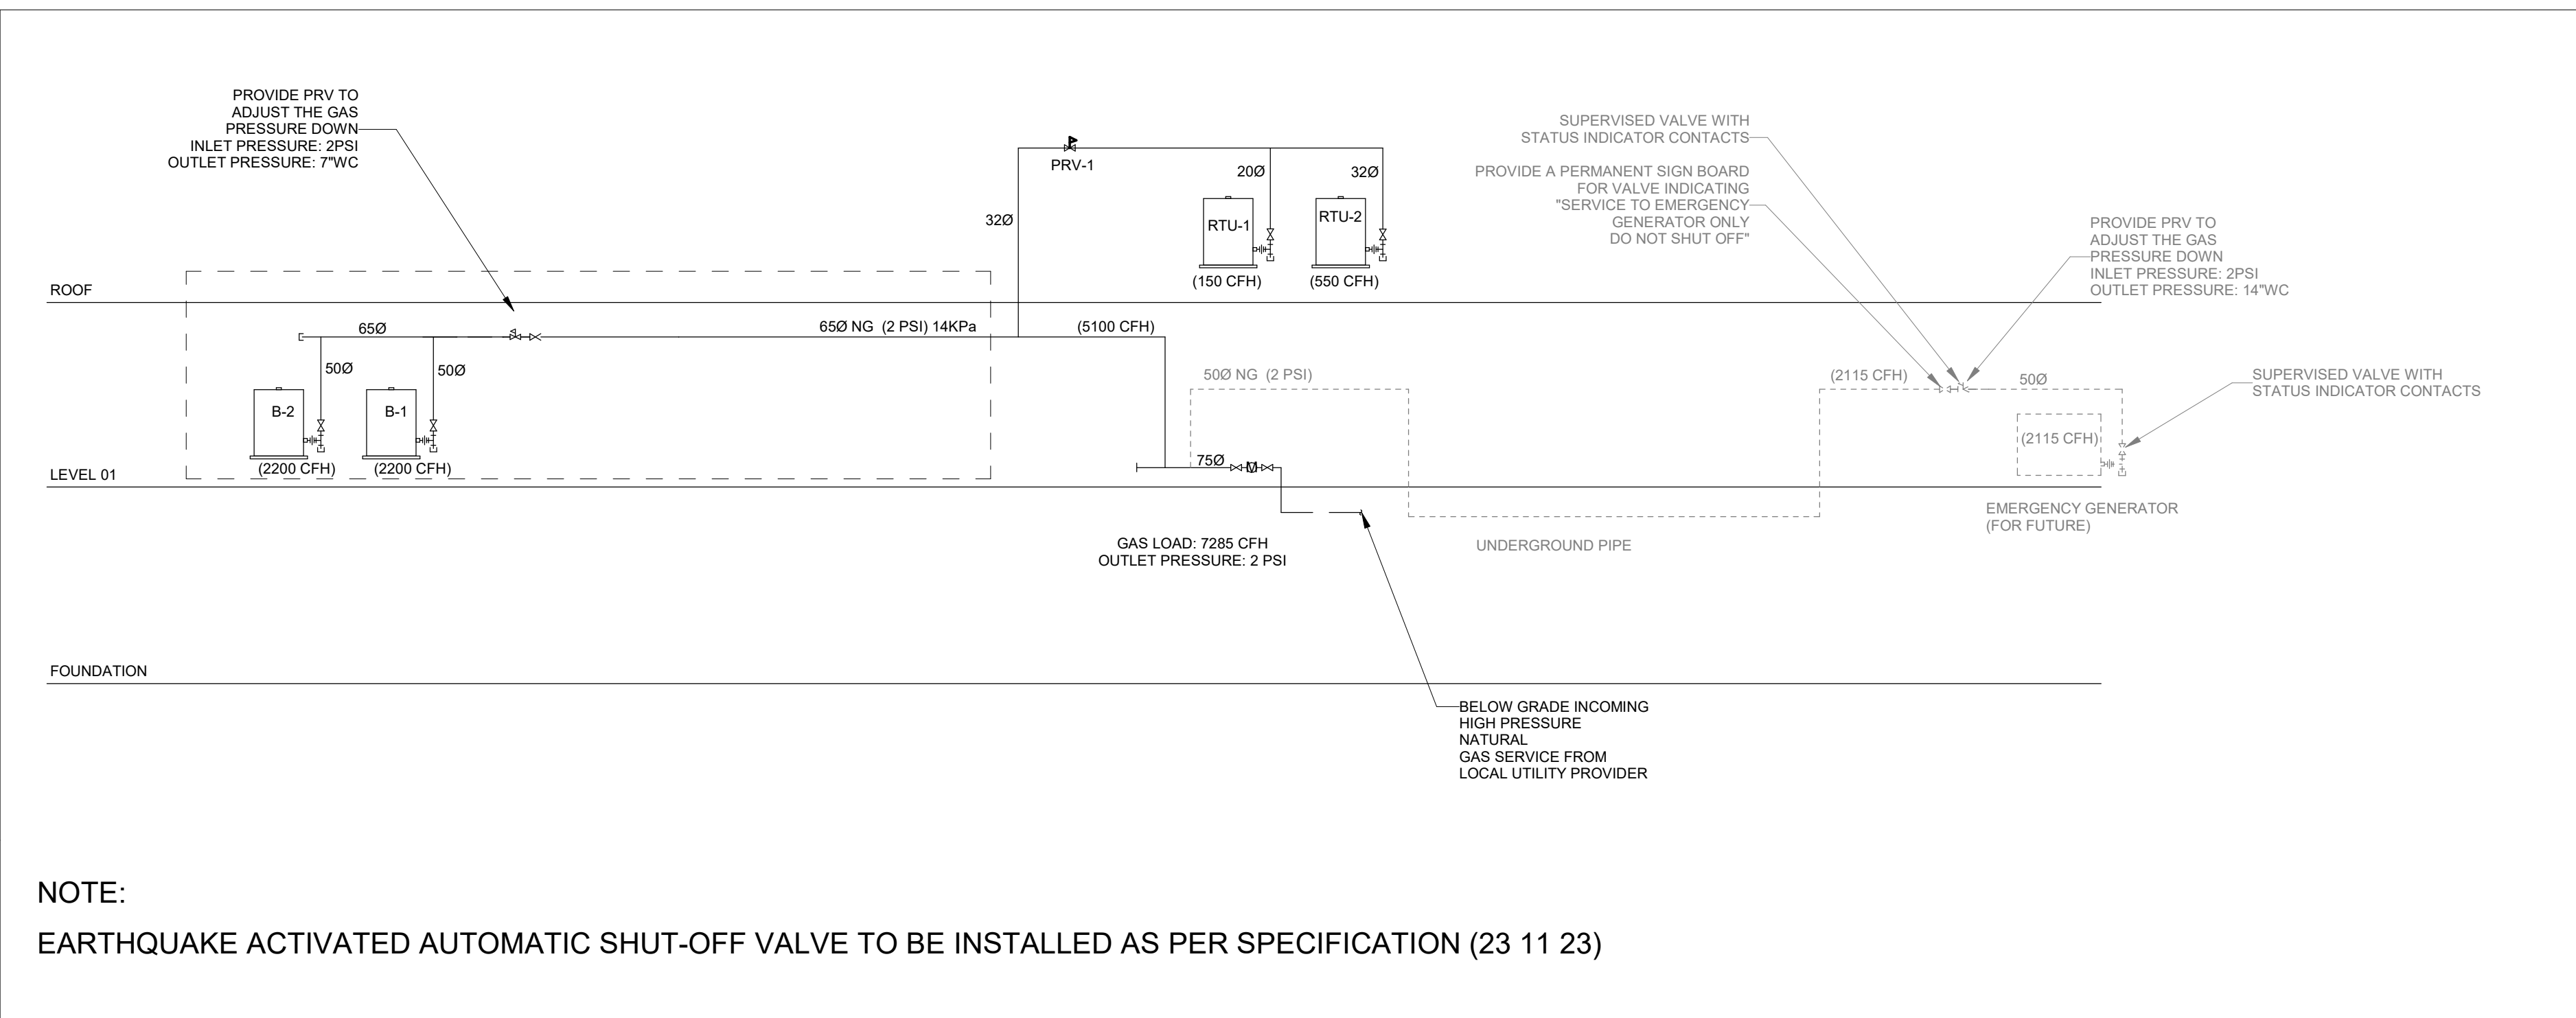 PROVIDE PRV TO
ADJUST THE GAS
PRESSURE DOWN
INLET PRESSURE: 2PSI
OUTLET PRESSURE: 7"WC
PRV-1
20Ø
32Ø
32Ø
RTU-1
RTU-2
(150 CFH)
(550 CFH)
SUPERVISED VALVE WITH
STATUS INDICATOR CONTACTS
PROVIDE A PERMANENT SIGN BOARD
FOR VALVE INDICATING
"SERVICE TO EMERGENCY
GENERATOR ONLY
DO NOT SHUT OFF"
PROVIDE PRV TO
ADJUST THE GAS
PRESSURE DOWN
INLET PRESSURE: 2PSI
OUTLET PRESSURE: 14"WC
ROOF
65Ø
65Ø NG (2 PSI) 14KPa
(5100 CFH)
50Ø
50Ø
B-2
B-1
(2200 CFH)
(2200 CFH)
50Ø NG (2 PSI)
(2115 CFH)
50Ø
SUPERVISED VALVE WITH
STATUS INDICATOR CONTACTS
(2115 CFH)
75Ø
M
LEVEL 01
EMERGENCY GENERATOR
(FOR FUTURE)
GAS LOAD: 7285 CFH
OUTLET PRESSURE: 2 PSI
UNDERGROUND PIPE
FOUNDATION
BELOW GRADE INCOMING
HIGH PRESSURE
NATURAL
GAS SERVICE FROM
LOCAL UTILITY PROVIDER
NOTE:
EARTHQUAKE ACTIVATED AUTOMATIC SHUT-OFF VALVE TO BE INSTALLED AS PER SPECIFICATION (23 11 23)